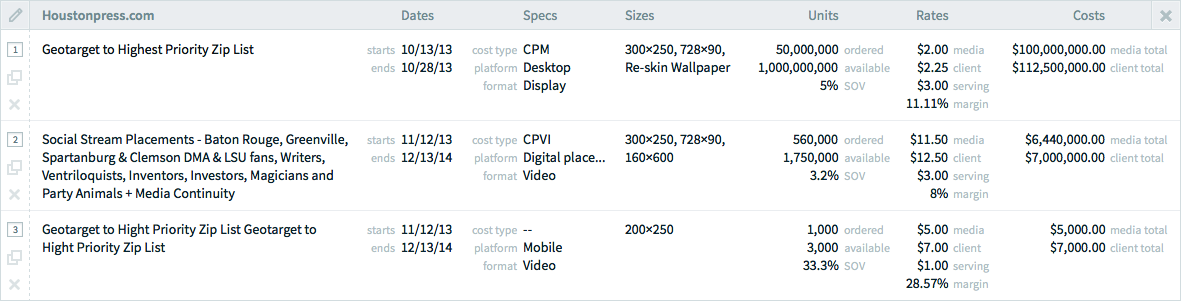 Houstonpress.com Dates Specs Sizes Units Rates Costs
1 Geotarget to Highest Priority Zip List starts 10/13/13 cost type CPM 300×250, 728×90, 50,000,000 ordered $2.00 media $100,000,000.00 media total
ends 10/28/13 platform Desktop Re-skin Wallpaper 1,000,000,000 available $2.25 client $112,500,000.00 client total
format Display 5% SOV $3.00 serving
11.11% margin
2 Social Stream Placements - Baton Rouge, Greenville, starts 11/12/13 cost type CPVI 300×250, 728×90, 560,000 ordered $11.50 media $6,440,000.00 media total
Spartanburg & Clemson DMA & LSU fans, Writers, ends 12/13/14 platform Digital place... 160×600 1,750,000 available $12.50 client $7,000,000.00 client total
Ventriloquists, Inventors, Investors, Magicians and format Video 3.2% SOV $3.00 serving
Party Animals + Media Continuity 8% margin
3 Geotarget to Hight Priority Zip List Geotarget to starts 11/12/13 cost type -- 200×250 1,000 ordered $5.00 media $5,000.00 media total
Hight Priority Zip List ends 12/13/14 platform Mobile 3,000 available $7.00 client $7,000.00 client total
format Video 33.3% SOV $1.00 serving
28.57% margin